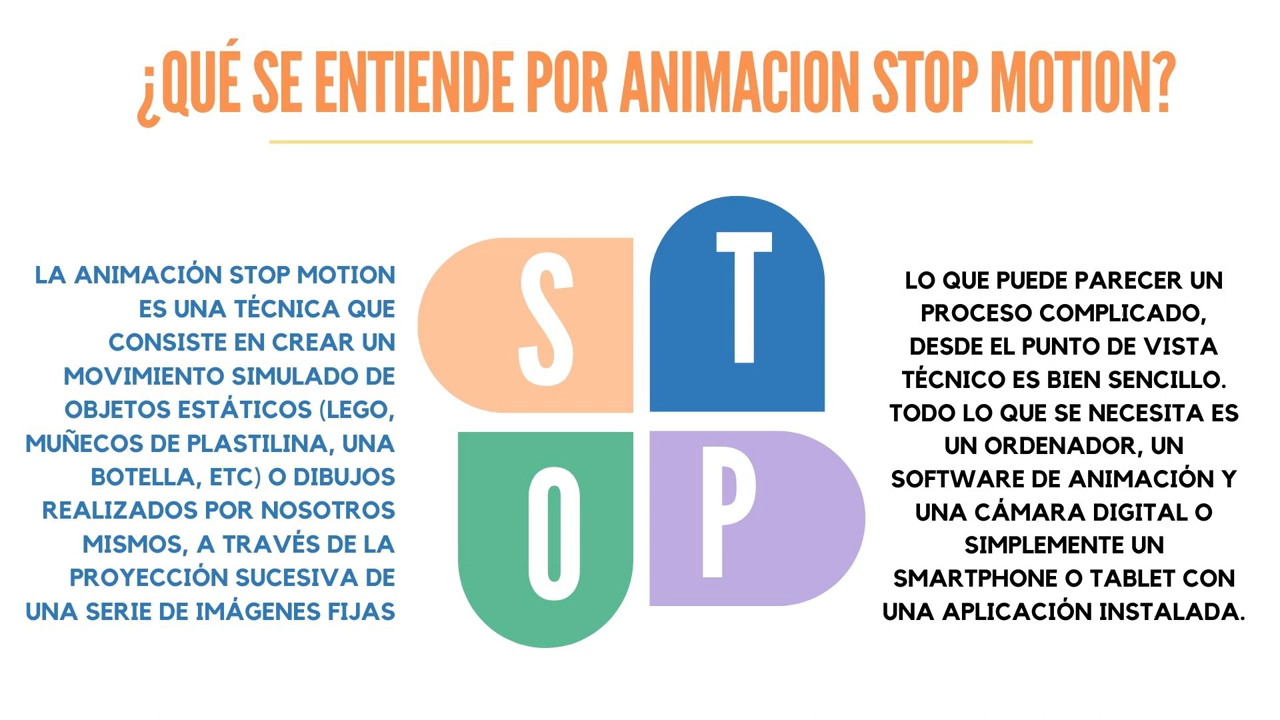 ¿QUÉ SE ENTIENDE POR ANIMACION STOP MOTION?
LA ANIMACIÓN STOP MOTION
ES UNA TÉCNICA QUE
CONSISTE EN CREAR UN
MOVIMIENTO SIMULADO DE
OBJETOS ESTÁTICOS (LEGO,
MUÑECOS DE PLASTILINA, UNA
BOTELLA, ETC) O DIBUJOS
REALIZADOS POR NOSOTROS
MISMOS, A TRAVÉS DE LA
PROYECCIÓN SUCESIVA DE
UNA SERIE DE IMÁGENES FIJAS
S
T
O
P
LO QUE PUEDE PARECER UN
PROCESO COMPLICADO,
DESDE EL PUNTO DE VISTA
TÉCNICO ES BIEN SENCILLO.
TODO LO QUE SE NECESITA ES
UN ORDENADOR, UN
SOFTWARE DE ANIMACIÓN Y
UNA CÁMARA DIGITAL O
SIMPLEMENTE UN
SMARTPHONE O TABLET CON
UNA APLICACIÓN INSTALADA.